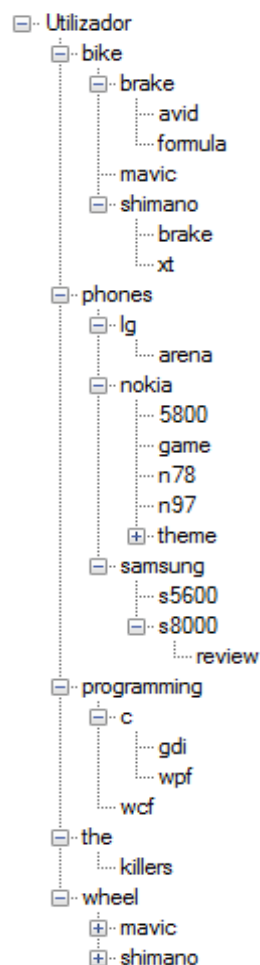 Utilizador
bike
brake
avid
formula
mavic
shimano
brake
xt
phones
lg
arena
nokia
5800
game
n78
n97
theme
samsung
s5600
s8000
review
programming
c
gdi
wpf
wcf
the
killers
wheel
mavic
shimano